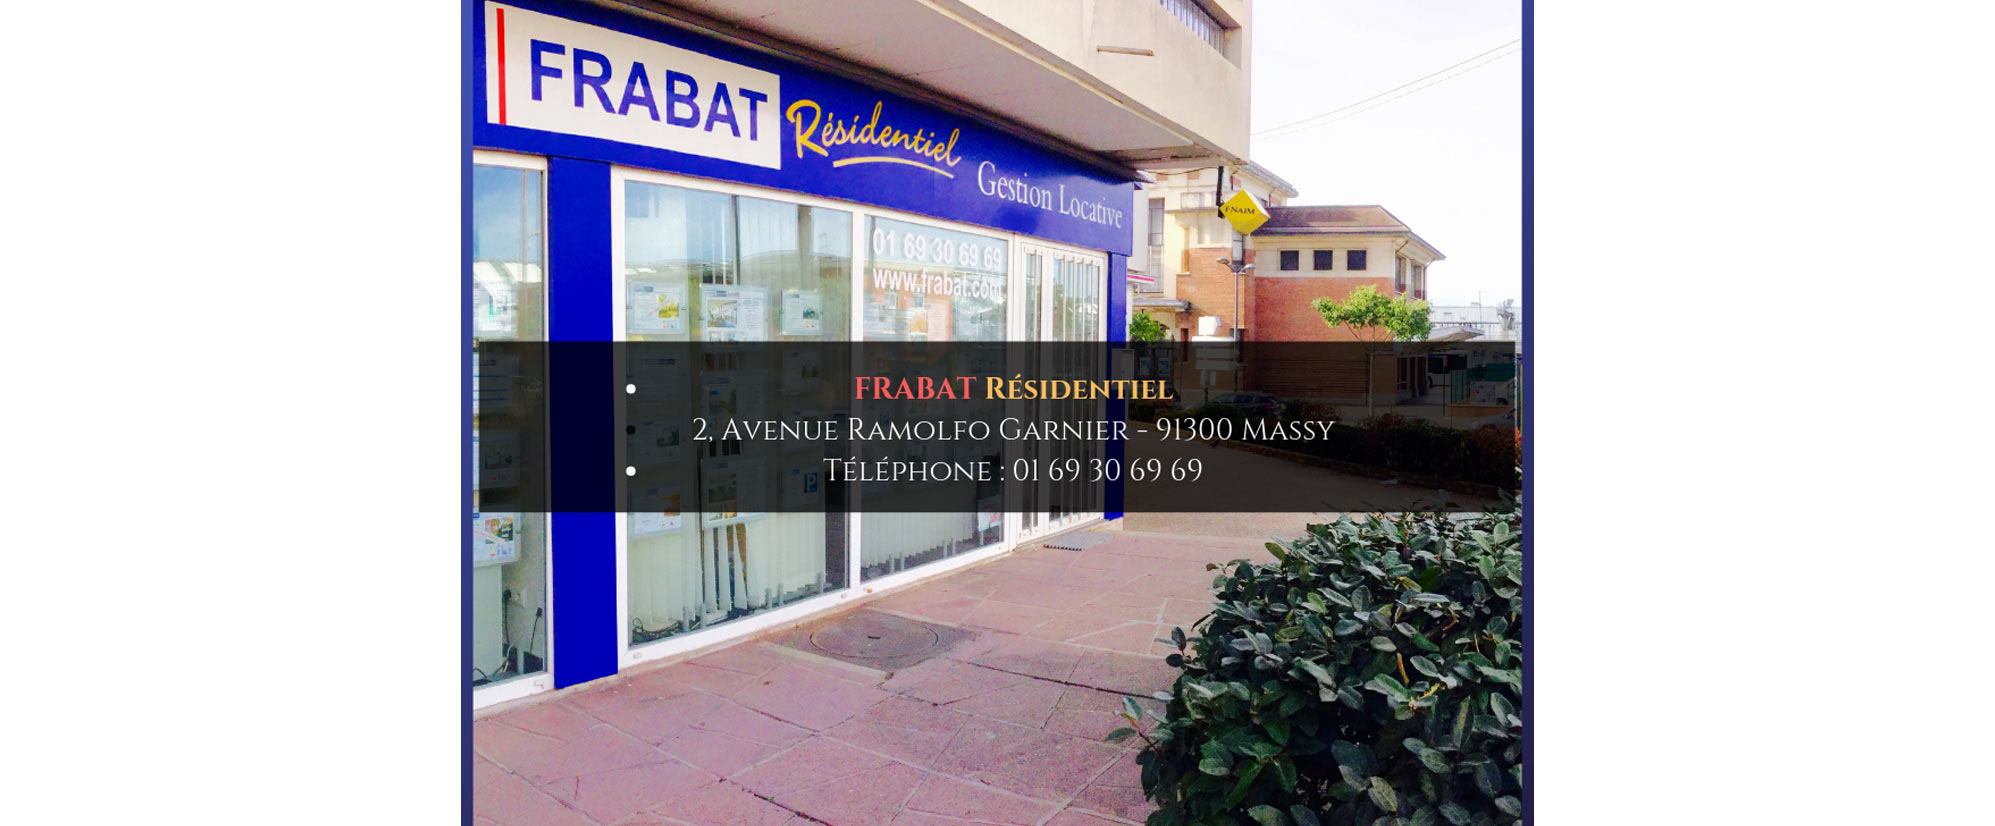 FRABAT
Résidentiel
Gestion Locative
FNAIM
01 69 30 69 69
www.frabat.com
FRABAT Résidentiel
2, Avenue Ramolfo Garnier - 91300 Massy
Téléphone : 01 69 30 69 69
P